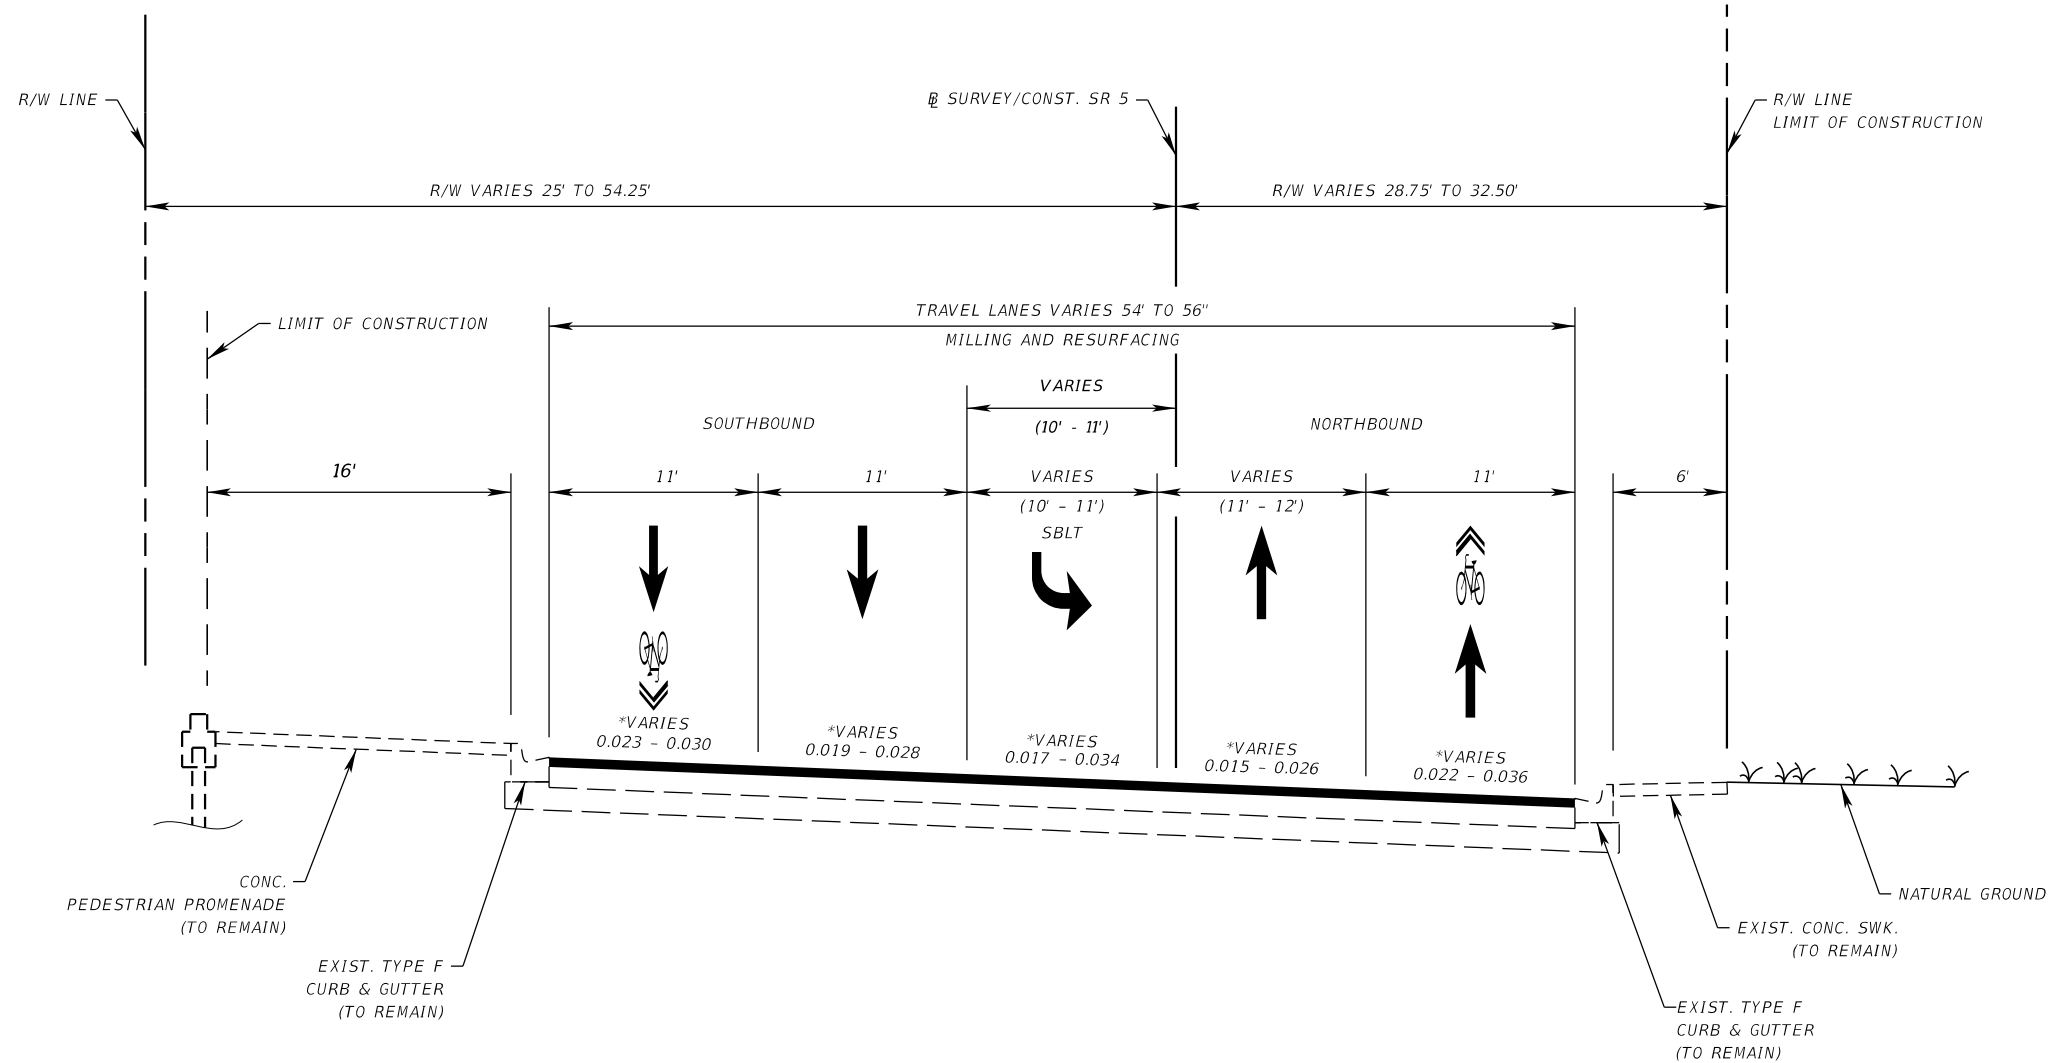 R/W LINE
℄ SURVEY/CONST. SR 5
R/W LINE
LIMIT OF CONSTRUCTION
R/W VARIES 25' TO 54.25'
R/W VARIES 28.75' TO 32.50'
LIMIT OF CONSTRUCTION
TRAVEL LANES VARIES 54' TO 56"
MILLING AND RESURFACING
VARIES
(10' - 11')
SOUTHBOUND
NORTHBOUND
16'
11'
11'
VARIES
(10' – 11')
SBLT
VARIES
(11' – 12')
11'
6'
*VARIES
0.023 – 0.030
*VARIES
0.019 – 0.028
*VARIES
0.017 – 0.034
*VARIES
0.015 – 0.026
*VARIES
0.022 – 0.036
CONC.
PEDESTRIAN PROMENADE
(TO REMAIN)
EXIST. TYPE F
CURB & GUTTER
(TO REMAIN)
NATURAL GROUND
EXIST. CONC. SWK.
(TO REMAIN)
EXIST. TYPE F
CURB & GUTTER
(TO REMAIN)